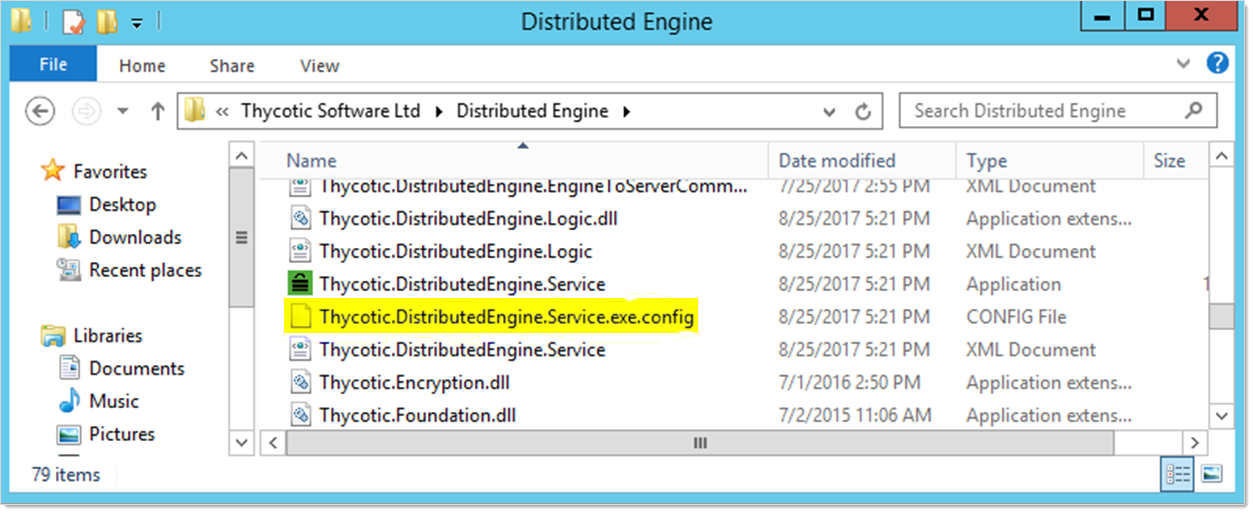 Distributed Engine
File Home Share View
« Thycotic Software Ltd Distributed Engine Search Distributed Engine
Favorites
Desktop
Downloads
Recent places
Libraries
Documents
Music
Pictures
Name Date modified Type Size
Thycotic.DistributedEngine.EngineToServerComm... 7/25/2017 2:55 PM XML Document
Thycotic.DistributedEngine.Logic.dll 8/25/2017 5:21 PM Application extens...
Thycotic.DistributedEngine.Logic 8/25/2017 5:21 PM XML Document
Thycotic.DistributedEngine.Service 8/25/2017 5:21 PM Application 1
Thycotic.DistributedEngine.Service.exe.config 8/25/2017 5:21 PM CONFIG File
Thycotic.DistributedEngine.Service 8/25/2017 5:21 PM XML Document
Thycotic.Encryption.dll 7/1/2016 2:50 PM Application extens...
Thycotic.Foundation.dll 7/2/2015 11:06 AM Application extens...
79 items